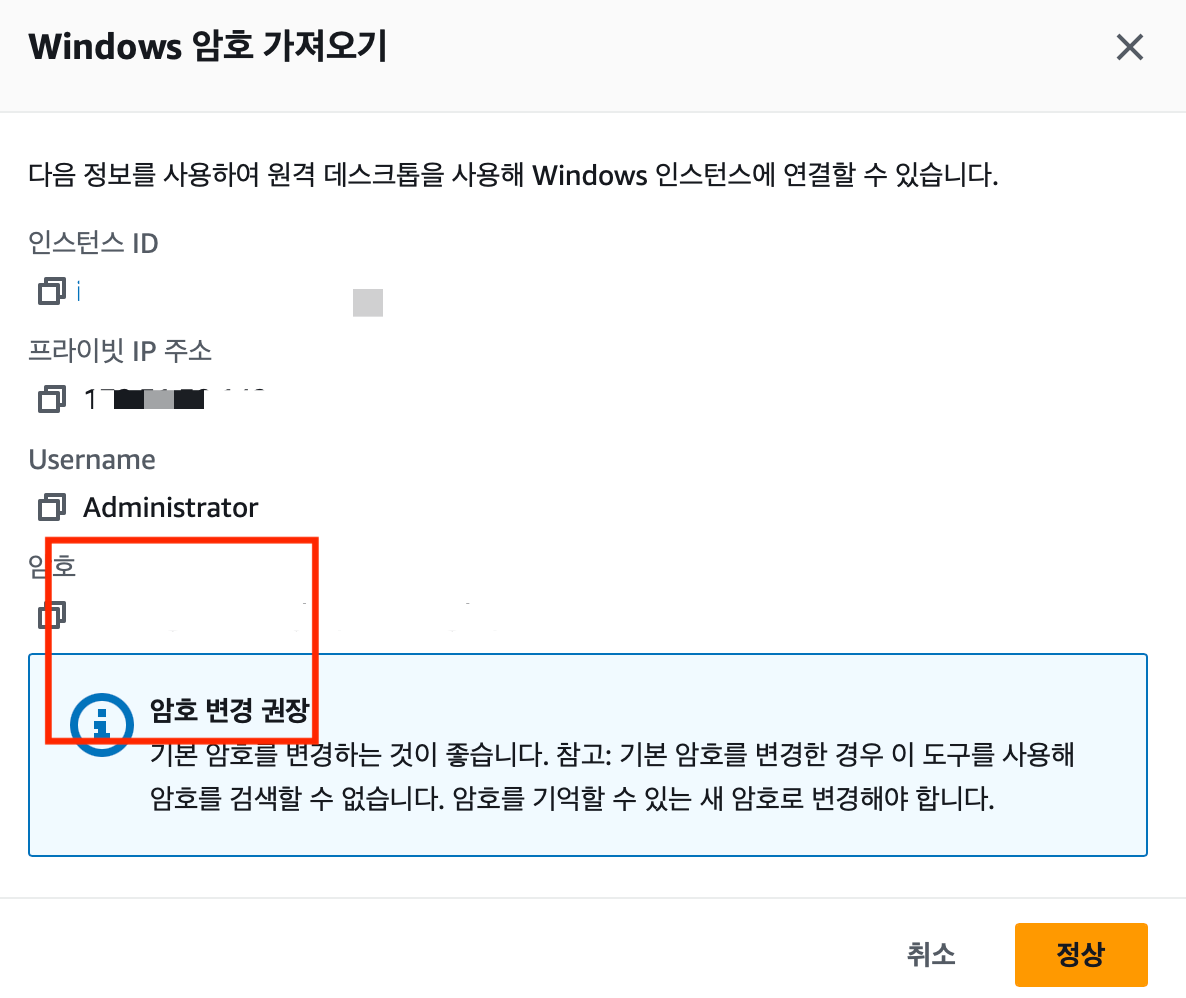 Windows 암호 가져오기
다음 정보를 사용하여 원격 데스크톱을 사용해 Windows 인스턴스에 연결할 수 있습니다.
인스턴스 ID
i
프라이빗 IP 주소
1
Username
Administrator
암호
암호 변경 권장
기본 암호를 변경하는 것이 좋습니다. 참고: 기본 암호를 변경한 경우 이 도구를 사용해
암호를 검색할 수 없습니다. 암호를 기억할 수 있는 새 암호로 변경해야 합니다.
취소
정상